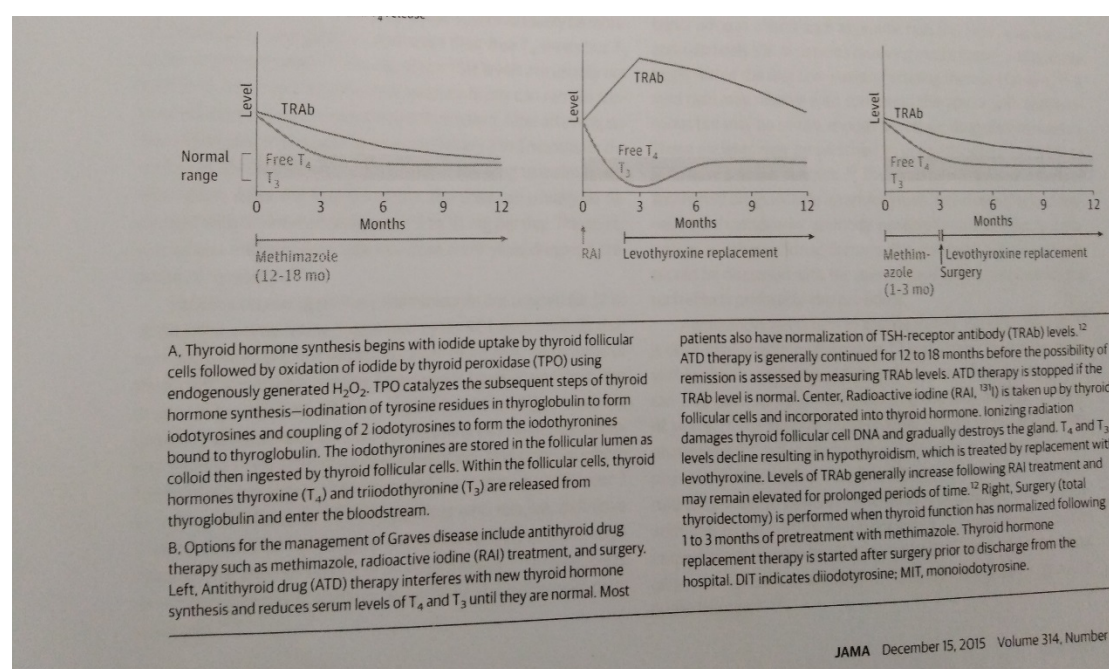 Level
TRAb
Normal
range
Free T₄
T₃
0 3 6 9 12
Months
Methimazole
(12-18 mo)
Level
TRAb
Free T₄
T₃
0 3 6 9 12
Months
RAI
Levothyroxine replacement
Level
TRAb
Free T₄
T₃
0 3 6 9 12
Months
Methim-
azole
(1-3 mo)
Levothyroxine replacement
Surgery
A, Thyroid hormone synthesis begins with iodide uptake by thyroid follicular
cells followed by oxidation of iodide by thyroid peroxidase (TPO) using
endogenously generated H₂O₂. TPO catalyzes the subsequent steps of thyroid
hormone synthesis—iodination of tyrosine residues in thyroglobulin to form
iodotyrosines and coupling of 2 iodotyrosines to form the iodothyronines
bound to thyroglobulin. The iodothyronines are stored in the follicular lumen as
colloid then ingested by thyroid follicular cells. Within the follicular cells, thyroid
hormones thyroxine (T₄) and triiodothyronine (T₃) are released from
thyroglobulin and enter the bloodstream.
B, Options for the management of Graves disease include antithyroid drug
therapy such as methimazole, radioactive iodine (RAI) treatment, and surgery.
Left, Antithyroid drug (ATD) therapy interferes with new thyroid hormone
synthesis and reduces serum levels of T₄ and T₃ until they are normal. Most
patients also have normalization of TSH-receptor antibody (TRAb) levels.¹²
ATD therapy is generally continued for 12 to 18 months before the possibility of
remission is assessed by measuring TRAb levels. ATD therapy is stopped if the
TRAb level is normal. Center, Radioactive iodine (RAI, ¹³¹I) is taken up by thyroid
follicular cells and incorporated into thyroid hormone. Ionizing radiation
damages thyroid follicular cell DNA and gradually destroys the gland. T₄ and T₃
levels decline resulting in hypothyroidism, which is treated by replacement wit
levothyroxine. Levels of TRAb generally increase following RAI treatment and
may remain elevated for prolonged periods of time.¹² Right, Surgery (total
thyroidectomy) is performed when thyroid function has normalized following
1 to 3 months of pretreatment with methimazole. Thyroid hormone
replacement therapy is started after surgery prior to discharge from the
hospital. DIT indicates diiodotyrosine; MIT, monoiodotyrosine.
JAMA December 15, 2015 Volume 314, Number